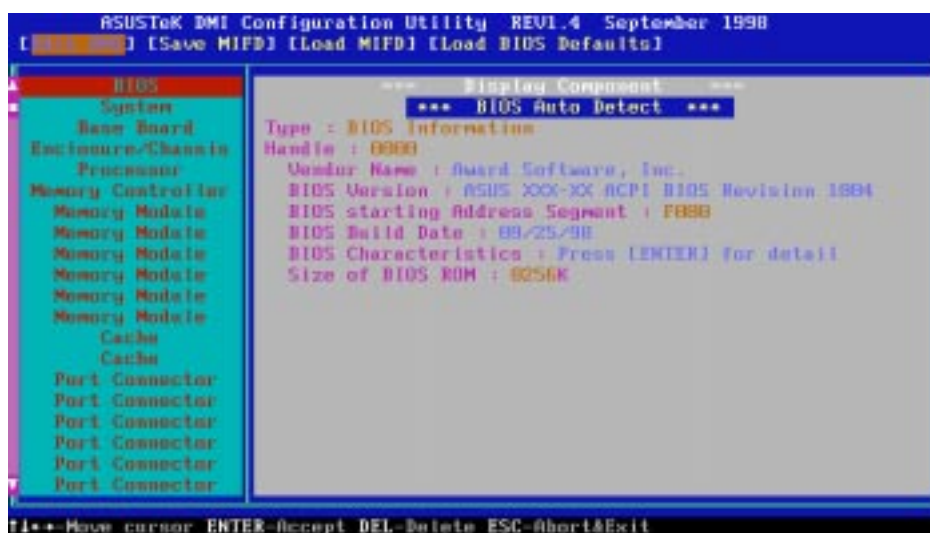 ASUSTeK DMI Configuration Utility REV1.4 September 1998
[Edit DMI] [Save MIFD] [Load MIFD] [Load BIOS Defaults]
BIOS
System
Base Board
Enclosure/Chassis
Processor
Memory Controller
Memory Module
Memory Module
Memory Module
Memory Module
Memory Module
Memory Module
Cache
Cache
Port Connector
Port Connector
Port Connector
Port Connector
Port Connector
Port Connector
*** Display Component ***
*** BIOS Auto Detect ***
Type : BIOS Information
Handle : 0000
Vendor Name : Award Software, Inc.
BIOS Version : ASUS XXX-XX ACPI BIOS Revision 1004
BIOS starting Address Segment : F000
BIOS Build Date : 09/25/98
BIOS Characteristics : Press [ENTER] for detail
Size of BIOS ROM : 0256K
-Move cursor ENTER-Accept DEL-Delete ESC-Abort&Exit